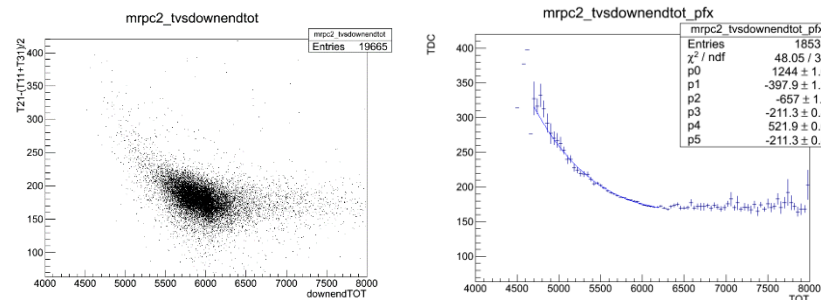 mrpc2_tvsdownendtot
mrpc2_tvsdownendtot
Entries 19665
T21-(T11+T31)/2
400
350
300
250
200
150
100
4000 4500 5000 5500 6000 6500 7000 7500 8000
downendTOT
mrpc2_tvsdownendtot_pfx
mrpc2_tvsdownendtot_pfx
Entries 1853
χ² / ndf 48.05 / 3
p0 1244 ± 1.
p1 -397.9 ± 1.
p2 -657 ± 1.
p3 -211.3 ± 0.
p4 521.9 ± 0.
p5 -211.3 ± 0.
TDC
400
350
300
250
200
150
100
4000 4500 5000 5500 6000 6500 7000 7500 8000
TOT